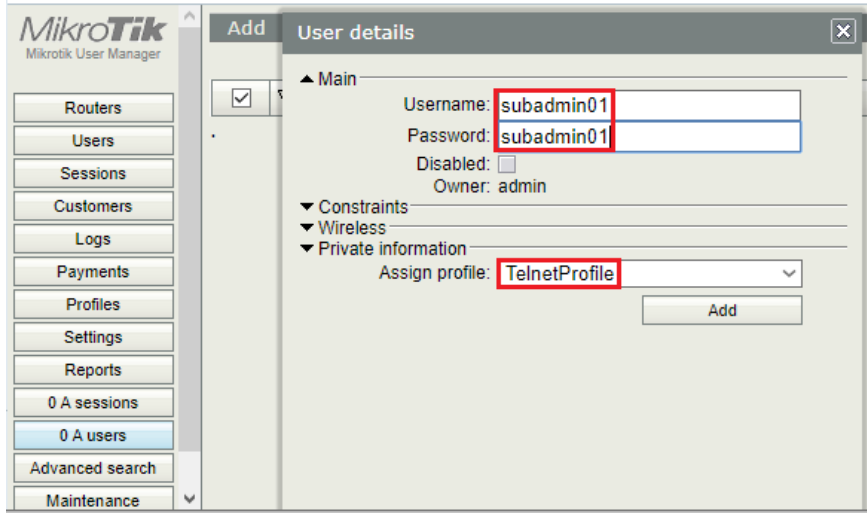 MikroTik
Mikrotik User Manager
Routers
Users
Sessions
Customers
Logs
Payments
Profiles
Settings
Reports
0 A sessions
0 A users
Advanced search
Maintenance
Add
User details
Main
Username: subadmin01
Password: subadmin01
Disabled:
Owner: admin
Constraints
Wireless
Private information
Assign profile: TelnetProfile
Add